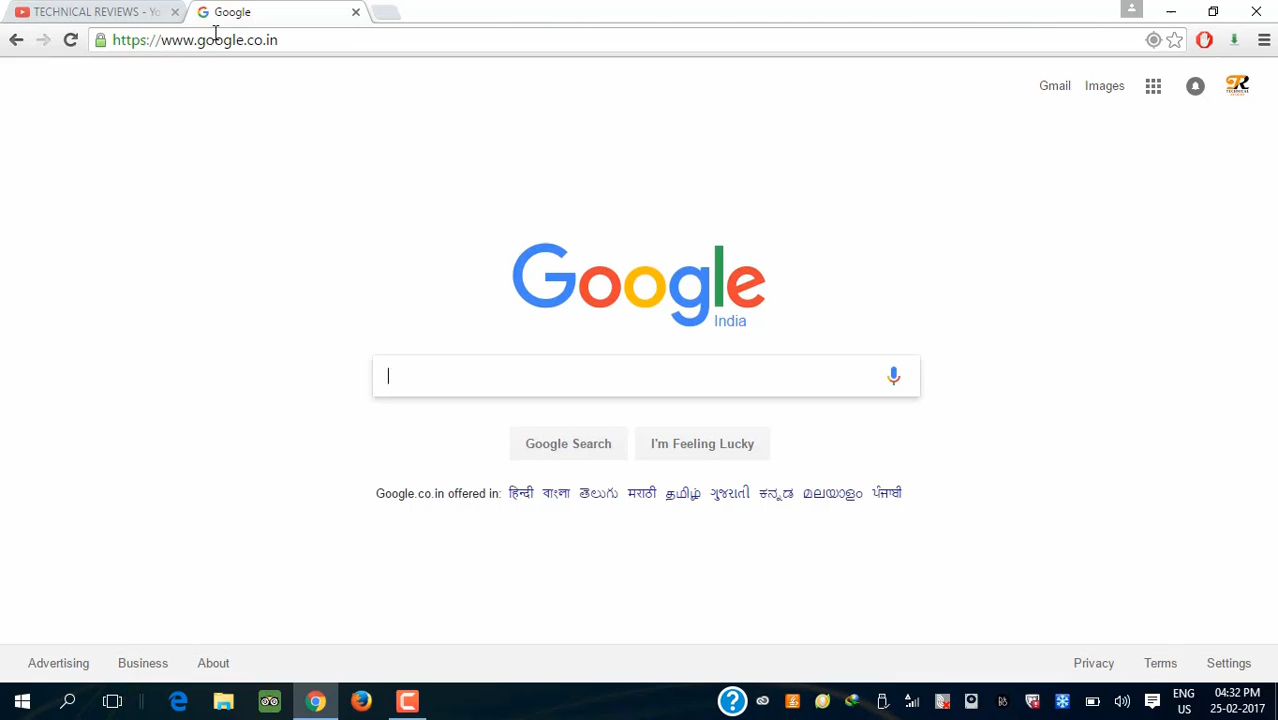 TECHNICAL REVIEWS - Yo
Google
https://www.google.co.in
Gmail Images
TR
TECHNICAL
Google
India
Google Search I'm Feeling Lucky
Google.co.in offered in: हिन्दी বাংলা తెలుగు मराठी தமிழ் ગુજરાતી ಕನ್ನಡ മലയാളം ਪੰਜਾਬੀ
Advertising Business About Privacy Terms Settings
ENG 04:32 PM
US 25-02-2017